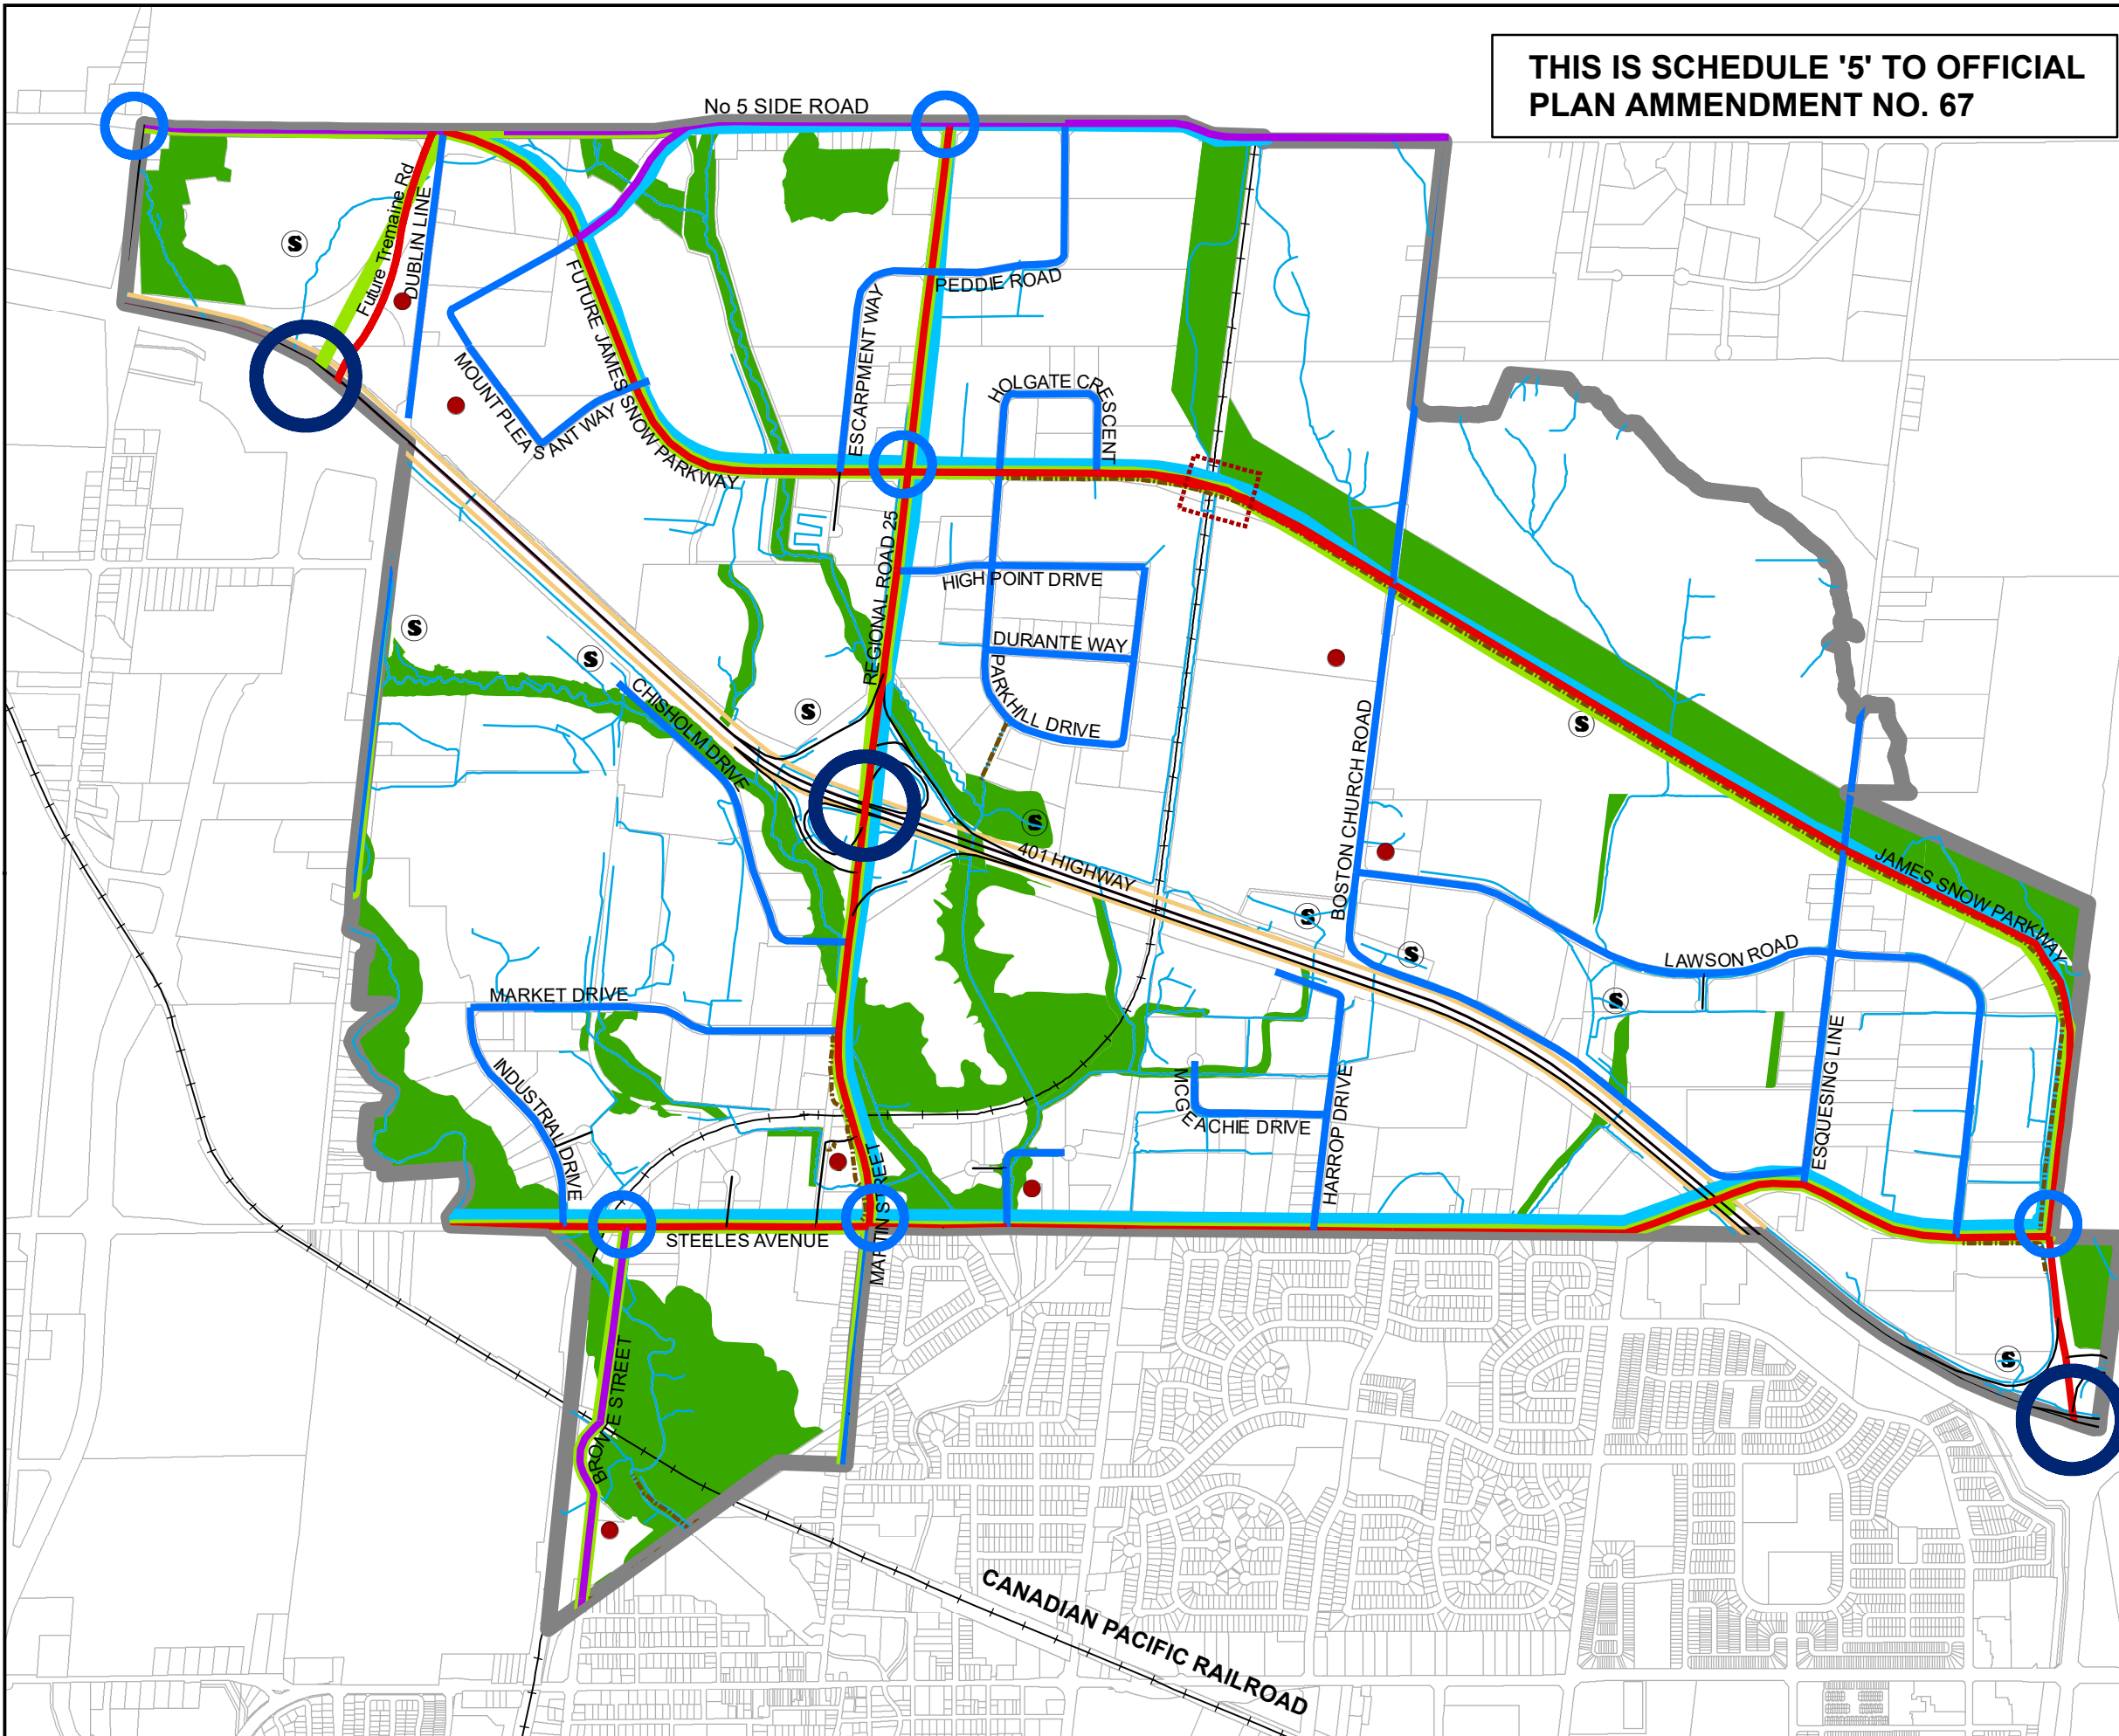 THIS IS SCHEDULE '5' TO OFFICIAL
PLAN AMMENDMENT NO. 67
No 5 SIDE ROAD
Future Tremaine Rd
DUBLIN LINE
S
FUTURE JAMES SNOW PARKWAY
MOUNT PLEASANT WAY
ESCARPMENT WAY
PEDDIE ROAD
HOLGATE CRESCENT
REGIONAL ROAD 25
HIGH POINT DRIVE
DURANTE WAY
PARKHILL DRIVE
S
S
S
S
CHISHOLM DRIVE
S
401 HIGHWAY
BOSTON CHURCH ROAD
JAMES SNOW PARKWAY
S
S
LAWSON ROAD
S
MARKET DRIVE
INDUSTRIAL DRIVE
MCGEACHIE DRIVE
HARROP DRIVE
ESQUESING LINE
STEELES AVENUE
MARTIN STREET
BRONTE STREET
S
CANADIAN PACIFIC RAILROAD